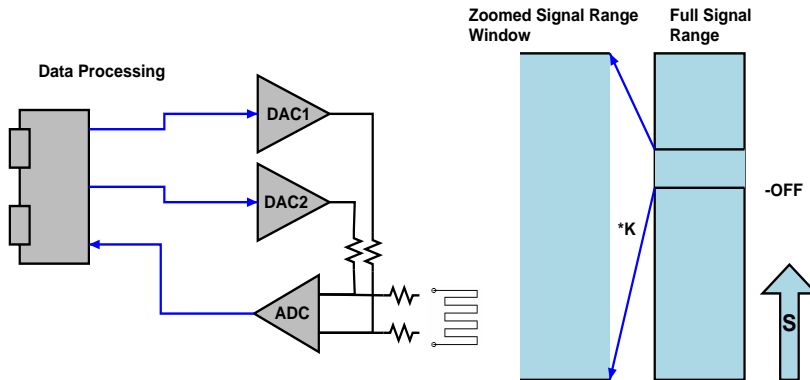 Zoomed Signal Range
Window
Full Signal
Range
Data Processing
DAC1
DAC2
ADC
*K
-OFF
S